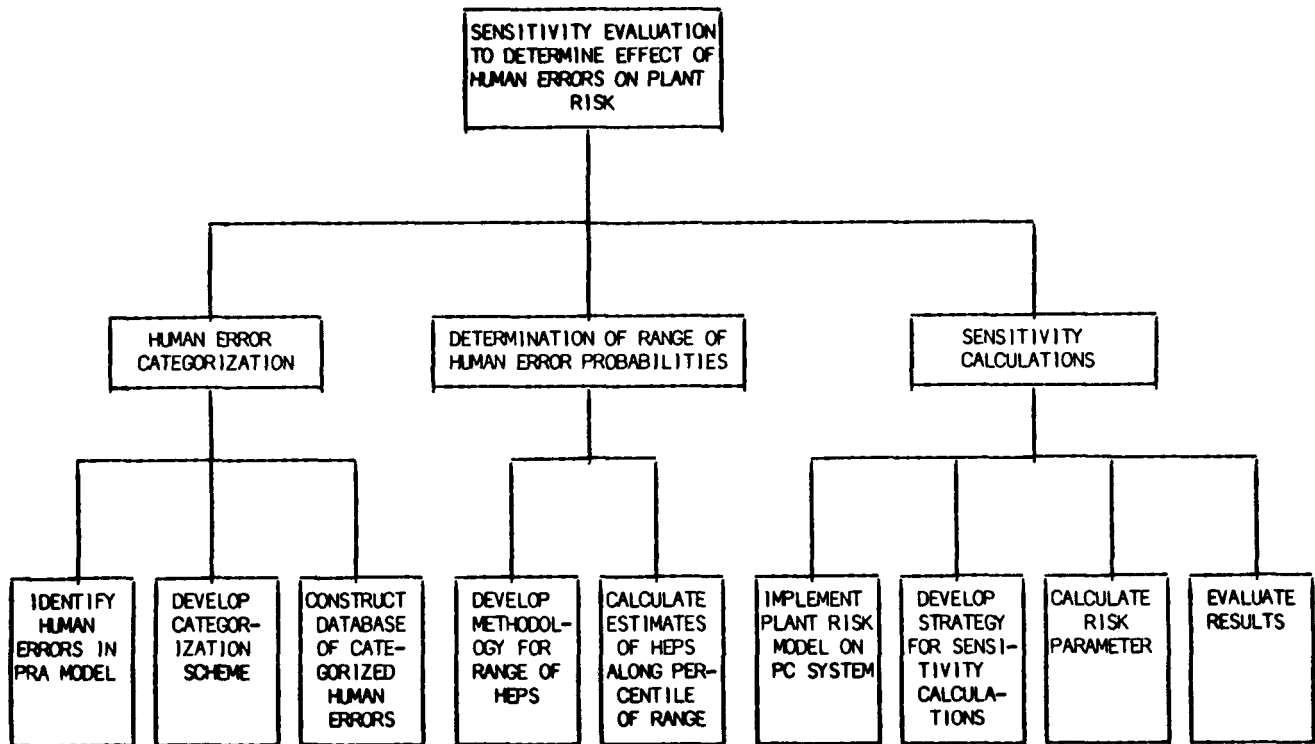 SENSITIVITY EVALUATION
TO DETERMINE EFFECT OF
HUMAN ERRORS ON PLANT
RISK
HUMAN ERROR
CATEGORIZATION
DETERMINATION OF RANGE OF
HUMAN ERROR PROBABILITIES
SENSITIVITY
CALCULATIONS
IDENTIFY
HUMAN
ERRORS IN
PRA MODEL
DEVELOP
CATEGOR-
IZATION
SCHEME
CONSTRUCT
DATABASE
OF CATE-
GORIZED
HUMAN
ERRORS
DEVELOP
METHODOL-
OGY FOR
RANGE OF
HEPS
CALCULATE
ESTIMATES
OF HEPS
ALONG PER-
CENTILE
OF RANGE
IMPLEMENT
PLANT RISK
MODEL ON
PC SYSTEM
DEVELOP
STRATEGY
FOR SENSI-
TIVITY
CALCULA-
TIONS
CALCULATE
RISK
PARAMETER
EVALUATE
RESULTS